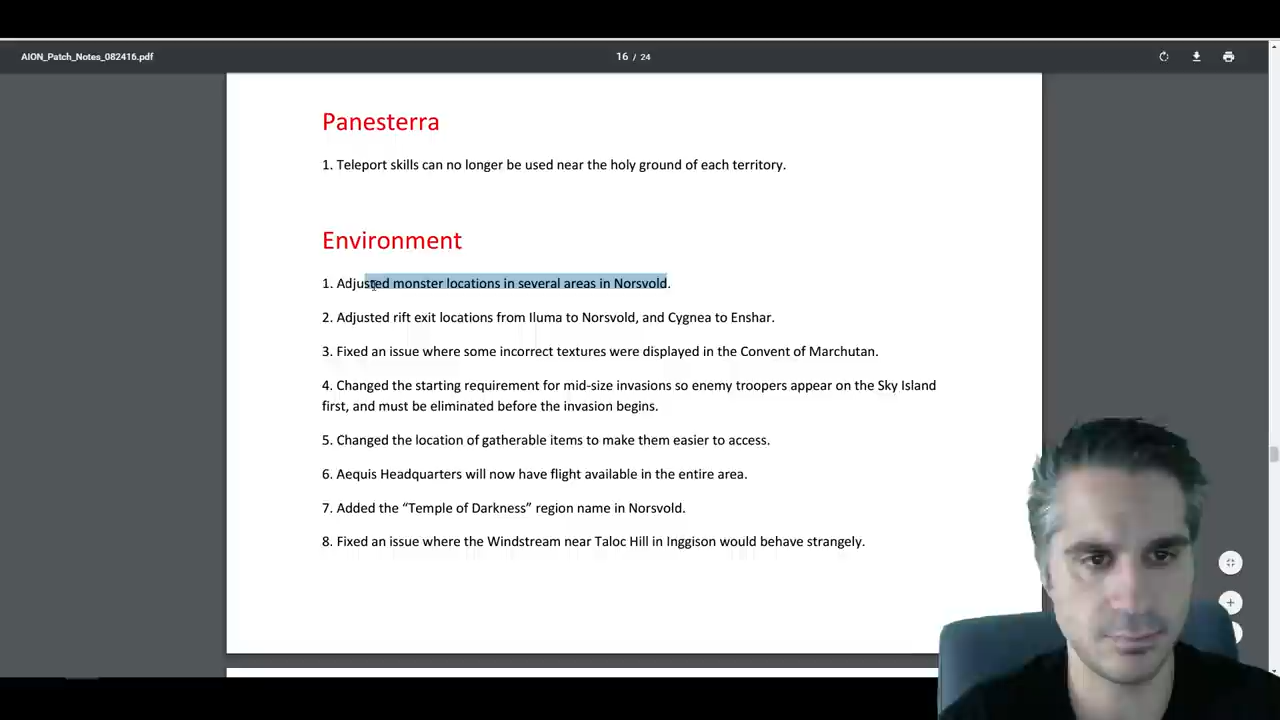 AION_Patch_Notes_082416.pdf
16 / 24
Panesterra
1. Teleport skills can no longer be used near the holy ground of each territory.
Environment
1. Adjusted monster locations in several areas in Norsvold.
2. Adjusted rift exit locations from Iluma to Norsvold, and Cygnea to Enshar.
3. Fixed an issue where some incorrect textures were displayed in the Convent of Marchutan.
4. Changed the starting requirement for mid-size invasions so enemy troopers appear on the Sky Island
first, and must be eliminated before the invasion begins.
5. Changed the location of gatherable items to make them easier to access.
6. Aequis Headquarters will now have flight available in the entire area.
7. Added the “Temple of Darkness” region name in Norsvold.
8. Fixed an issue where the Windstream near Taloc Hill in Inggison would behave strangely.